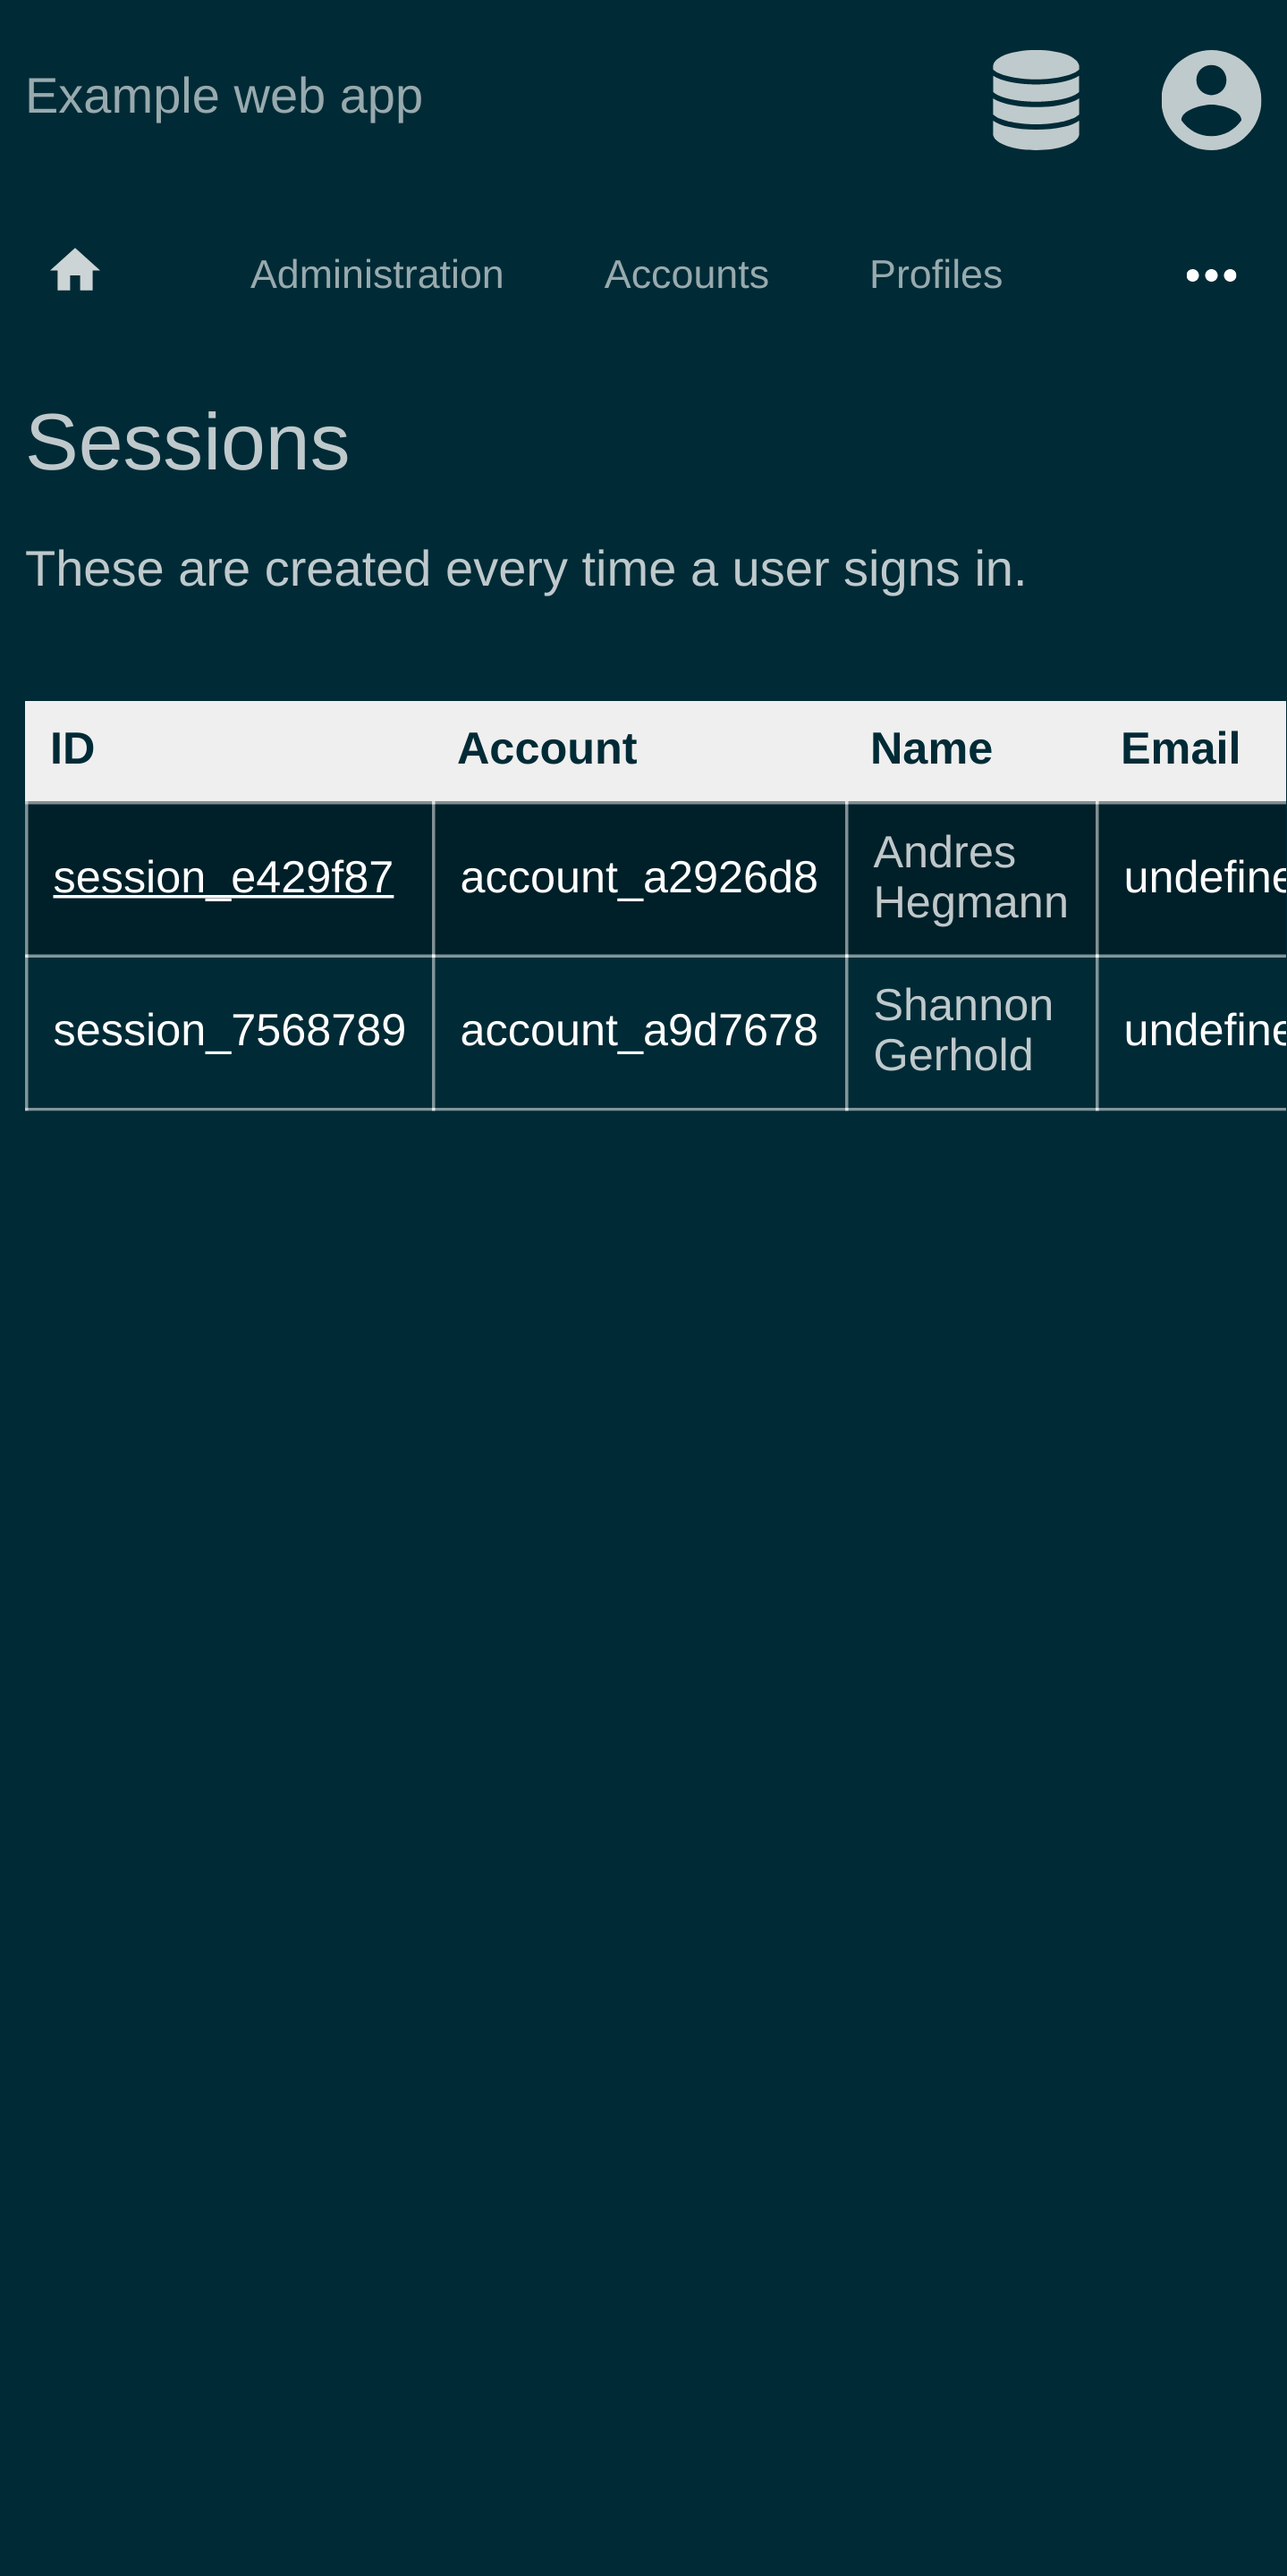 Example web app
Administration Accounts Profiles
Sessions
These are created every time a user signs in.
ID Account Name Email
session_e429f87 account_a2926d8 Andres Hegmann undefine
session_7568789 account_a9d7678 Shannon Gerhold undefine